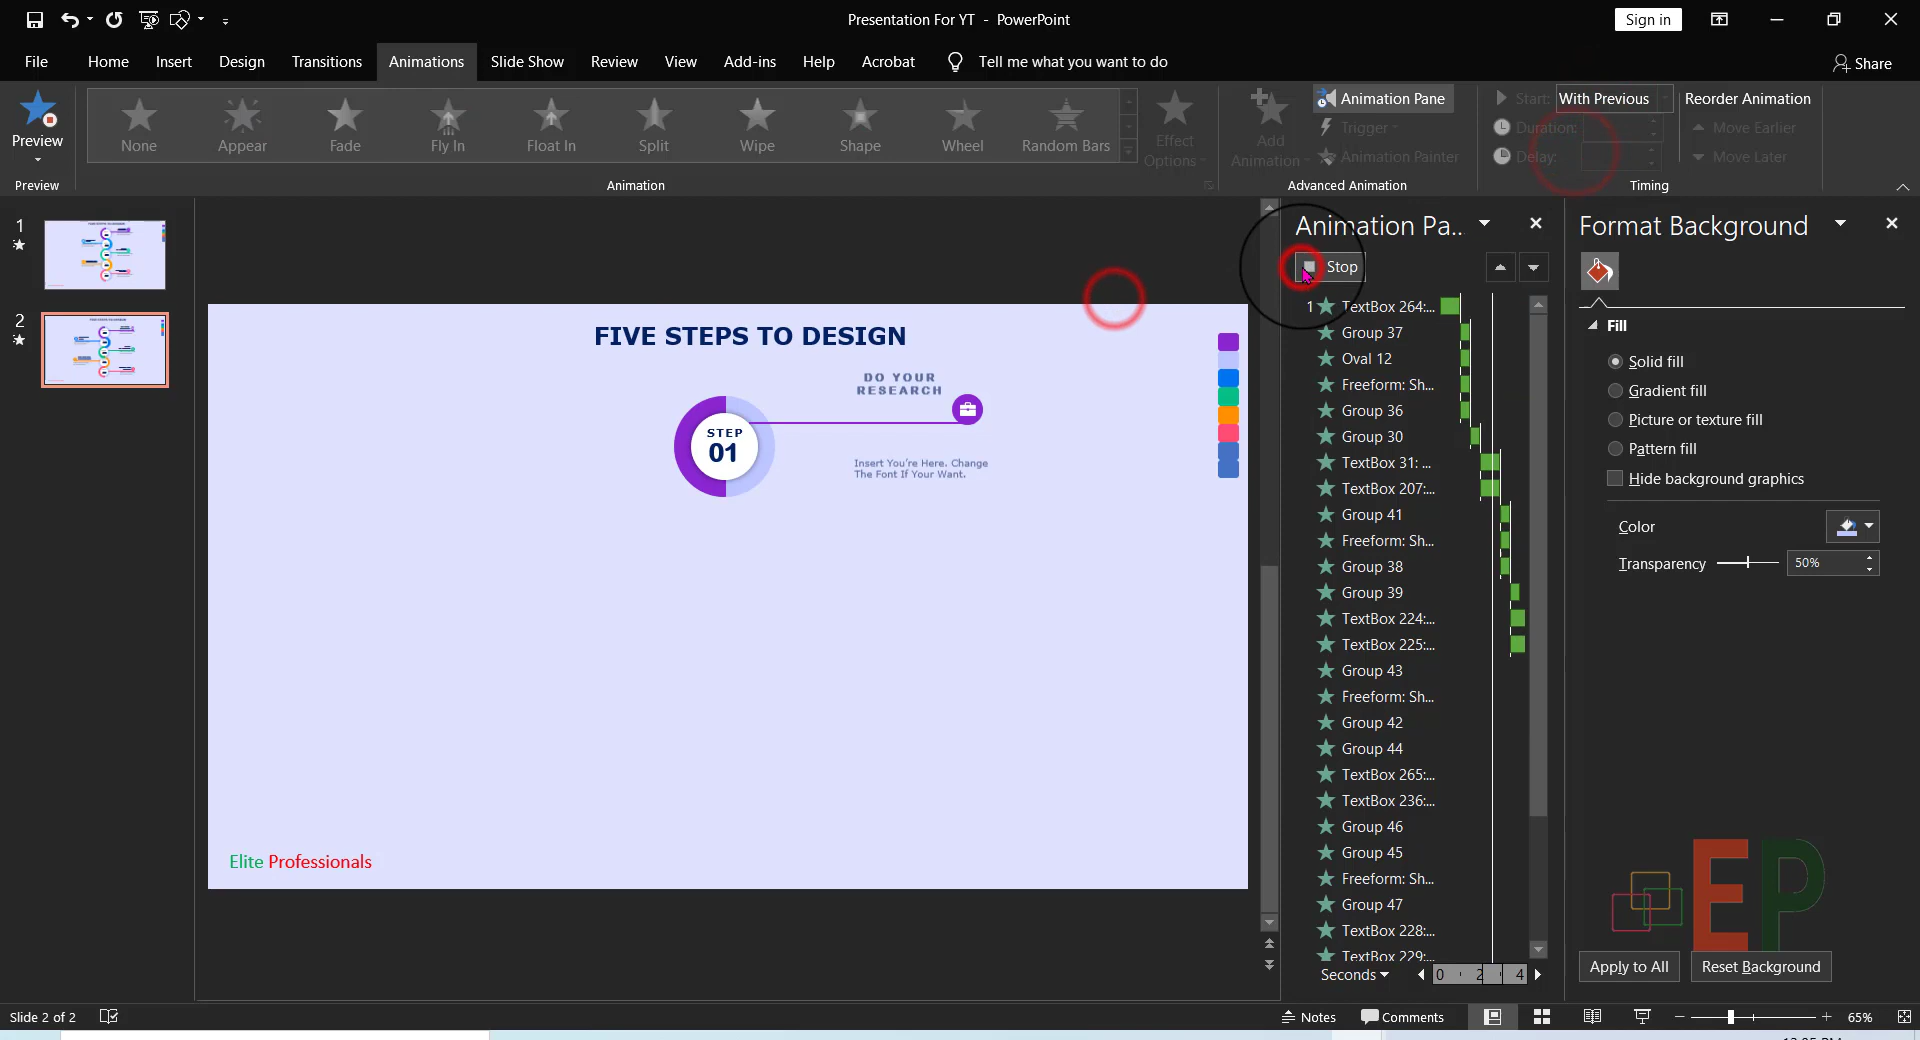 Presentation For YT - PowerPoint
Sign in
File
Home
Insert
Design
Transitions
Animations
Slide Show
Review
View
Add-ins
Help
Acrobat
Tell me what you want to do
Share
Preview
None
Appear
Fade
Fly In
Float In
Split
Wipe
Shape
Wheel
Random Bars
Effect
Options
Add
Animation
Animation Pane
Trigger
Animation Painter
Start: With Previous
Duration:
Delay:
Reorder Animation
Move Earlier
Move Later
Preview
Animation
Advanced Animation
Timing
1
2
FIVE STEPS TO DESIGN
DO YOUR
RESEARCH
STEP
01
Insert You're Here. Change
The Font If Your Want.
Elite Professionals
Animation Pa...
Stop
1 TextBox 264:...
Group 37
Oval 12
Freeform: Sh...
Group 36
Group 30
TextBox 31: ...
TextBox 207:...
Group 41
Freeform: Sh...
Group 38
Group 39
TextBox 224:...
TextBox 225:...
Group 43
Freeform: Sh...
Group 42
Group 44
TextBox 265:...
TextBox 236:...
Group 46
Group 45
Freeform: Sh...
Group 47
TextBox 228:...
TextBox 229:...
Seconds
0 2 4
Format Background
Fill
Solid fill
Gradient fill
Picture or texture fill
Pattern fill
Hide background graphics
Color
Transparency
50%
EP
Apply to All
Reset Background
Slide 2 of 2
Notes
Comments
65%